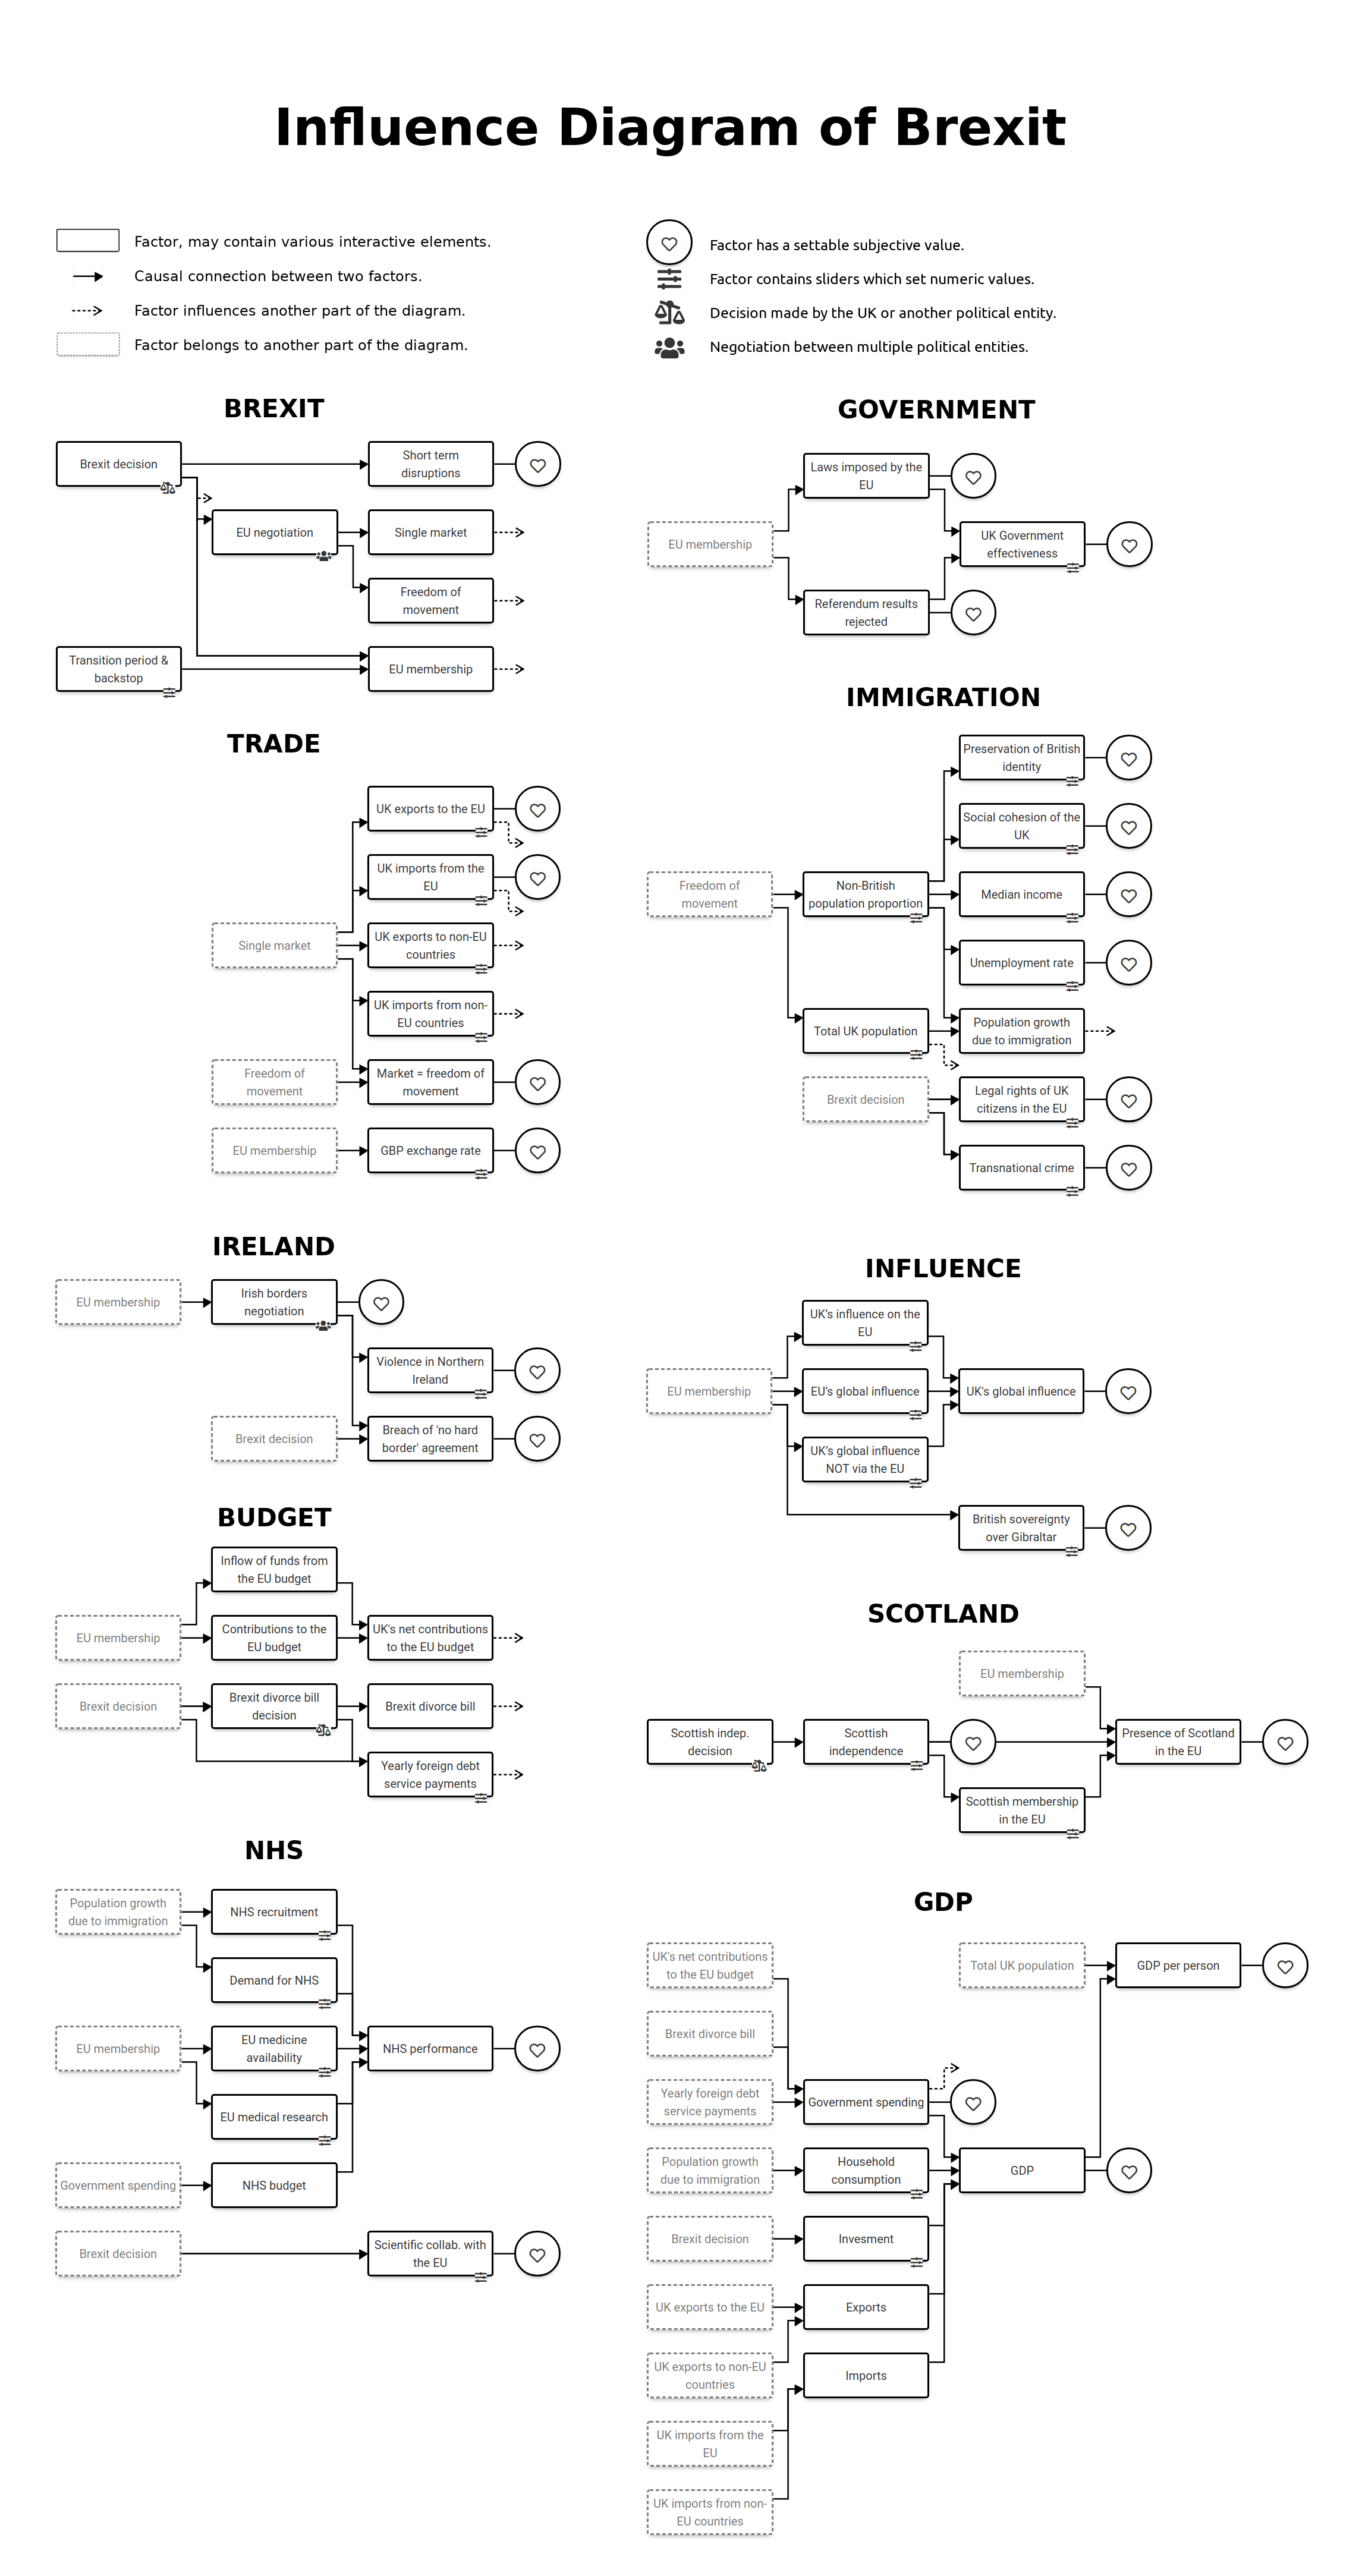 Influence Diagram of Brexit
Factor, may contain various interactive elements.
Causal connection between two factors.
Factor influences another part of the diagram.
Factor belongs to another part of the diagram.
Factor has a settable subjective value.
Factor contains sliders which set numeric values.
Decision made by the UK or another political entity.
Negotiation between multiple political entities.
BREXIT
Brexit decision
Short term
disruptions
EU negotiation
Single market
Freedom of
movement
Transition period &
backstop
EU membership
TRADE
UK exports to the EU
UK imports from the
EU
Single market
UK exports to non-EU
countries
UK imports from non-
EU countries
Freedom of
movement
Market = freedom of
movement
EU membership
GBP exchange rate
IRELAND
EU membership
Irish borders
negotiation
Violence in Northern
Ireland
Brexit decision
Breach of 'no hard
border' agreement
BUDGET
Inflow of funds from
the EU budget
EU membership
Contributions to the
EU budget
UK's net contributions
to the EU budget
Brexit decision
Brexit divorce bill
decision
Brexit divorce bill
Yearly foreign debt
service payments
NHS
Population growth
due to immigration
NHS recruitment
Demand for NHS
EU membership
EU medicine
availability
NHS performance
EU medical research
Government spending
NHS budget
Brexit decision
Scientific collab. with
the EU
GOVERNMENT
Laws imposed by the
EU
EU membership
UK Government
effectiveness
Referendum results
rejected
IMMIGRATION
Preservation of British
identity
Social cohesion of the
UK
Freedom of
movement
Non-British
population proportion
Median income
Unemployment rate
Total UK population
Population growth
due to immigration
Brexit decision
Legal rights of UK
citizens in the EU
Transnational crime
INFLUENCE
UK's influence on the
EU
EU membership
EU's global influence
UK's global influence
UK's global influence
NOT via the EU
British sovereignty
over Gibraltar
SCOTLAND
EU membership
Scottish indep.
decision
Scottish
independence
Presence of Scotland
in the EU
Scottish membership
in the EU
GDP
UK's net contributions
to the EU budget
Total UK population
GDP per person
Brexit divorce bill
Yearly foreign debt
service payments
Government spending
Population growth
due to immigration
Household
consumption
GDP
Brexit decision
Invesment
UK exports to the EU
Exports
UK exports to non-EU
countries
Imports
UK imports from the
EU
UK imports from non-
EU countries